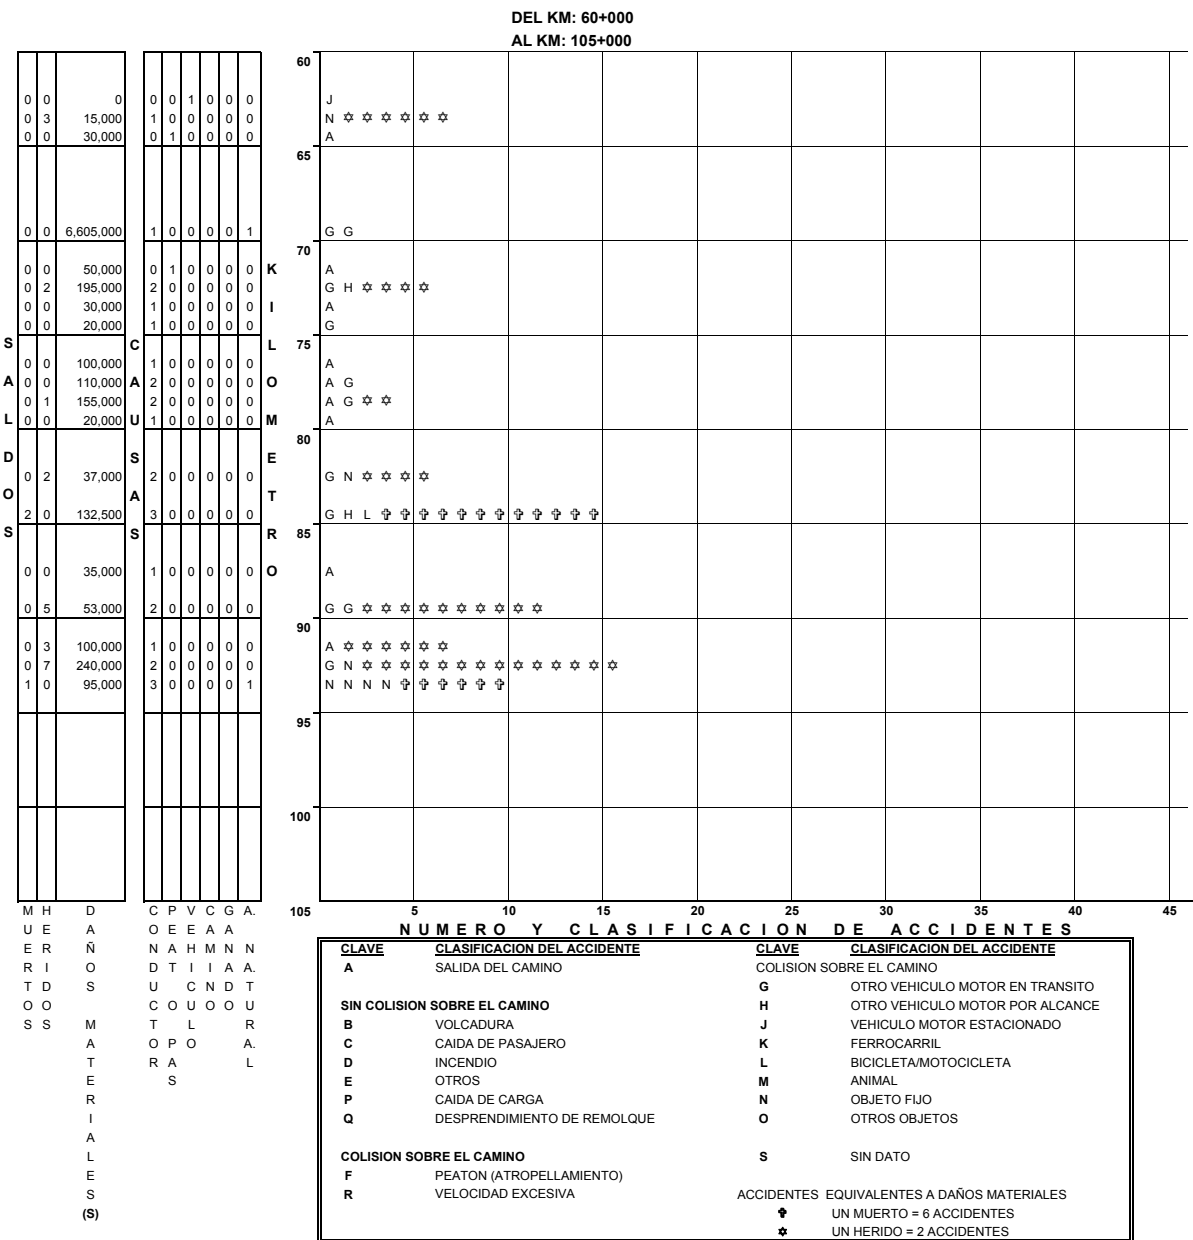 DEL KM: 60+000
AL KM: 105+000
60
0 0 0 0 0 1 0 0 0 J
0 3 15,000 1 0 0 0 0 0 N ✡ ✡ ✡ ✡ ✡ ✡
0 0 30,000 0 1 0 0 0 0 A
65
0 0 6,605,000 1 0 0 0 0 1 G G
70
0 0 50,000 0 1 0 0 0 0 A
0 2 195,000 2 0 0 0 0 0 G H ✡ ✡ ✡ ✡
0 0 30,000 1 0 0 0 0 0 A
0 0 20,000 1 0 0 0 0 0 G
75
0 0 100,000 1 0 0 0 0 0 A
0 0 110,000 2 0 0 0 0 0 A G
0 1 155,000 2 0 0 0 0 0 A G ✡ ✡
0 0 20,000 1 0 0 0 0 0 A
80
0 2 37,000 2 0 0 0 0 0 G N ✡ ✡ ✡ ✡
2 0 132,500 3 0 0 0 0 0 G H L ✞ ✞ ✞ ✞ ✞ ✞ ✞ ✞ ✞ ✞ ✞ ✞
85
0 0 35,000 1 0 0 0 0 0 A
0 5 53,000 2 0 0 0 0 0 G G ✡ ✡ ✡ ✡ ✡ ✡ ✡ ✡ ✡ ✡
90
0 3 100,000 1 0 0 0 0 0 A ✡ ✡ ✡ ✡ ✡ ✡
0 7 240,000 2 0 0 0 0 0 G N ✡ ✡ ✡ ✡ ✡ ✡ ✡ ✡ ✡ ✡ ✡ ✡ ✡ ✡
1 0 95,000 3 0 0 0 0 1 N N N N ✞ ✞ ✞ ✞ ✞ ✞
95
100
105 5 10 15 20 25 30 35 40 45
SALDOS
CAUSAS
KILOMETRO
MUERTOS
HERIDOS
DAÑOS MATERIALES (S)
CONDUCTOR
PEATO O PAS
VEHICULO
CAMINO
GANADO
A. NA.TURA.L
NUMERO Y CLASIFICACION DE ACCIDENTES
CLAVE CLASIFICACION DEL ACCIDENTE CLAVE CLASIFICACION DEL ACCIDENTE
A SALIDA DEL CAMINO COLISION SOBRE EL CAMINO
G OTRO VEHICULO MOTOR EN TRANSITO
SIN COLISION SOBRE EL CAMINO H OTRO VEHICULO MOTOR POR ALCANCE
B VOLCADURA J VEHICULO MOTOR ESTACIONADO
C CAIDA DE PASAJERO K FERROCARRIL
D INCENDIO L BICICLETA/MOTOCICLETA
E OTROS M ANIMAL
P CAIDA DE CARGA N OBJETO FIJO
Q DESPRENDIMIENTO DE REMOLQUE O OTROS OBJETOS
COLISION SOBRE EL CAMINO S SIN DATO
F PEATON (ATROPELLAMIENTO)
R VELOCIDAD EXCESIVA ACCIDENTES EQUIVALENTES A DAÑOS MATERIALES
✞ UN MUERTO = 6 ACCIDENTES
✡ UN HERIDO = 2 ACCIDENTES